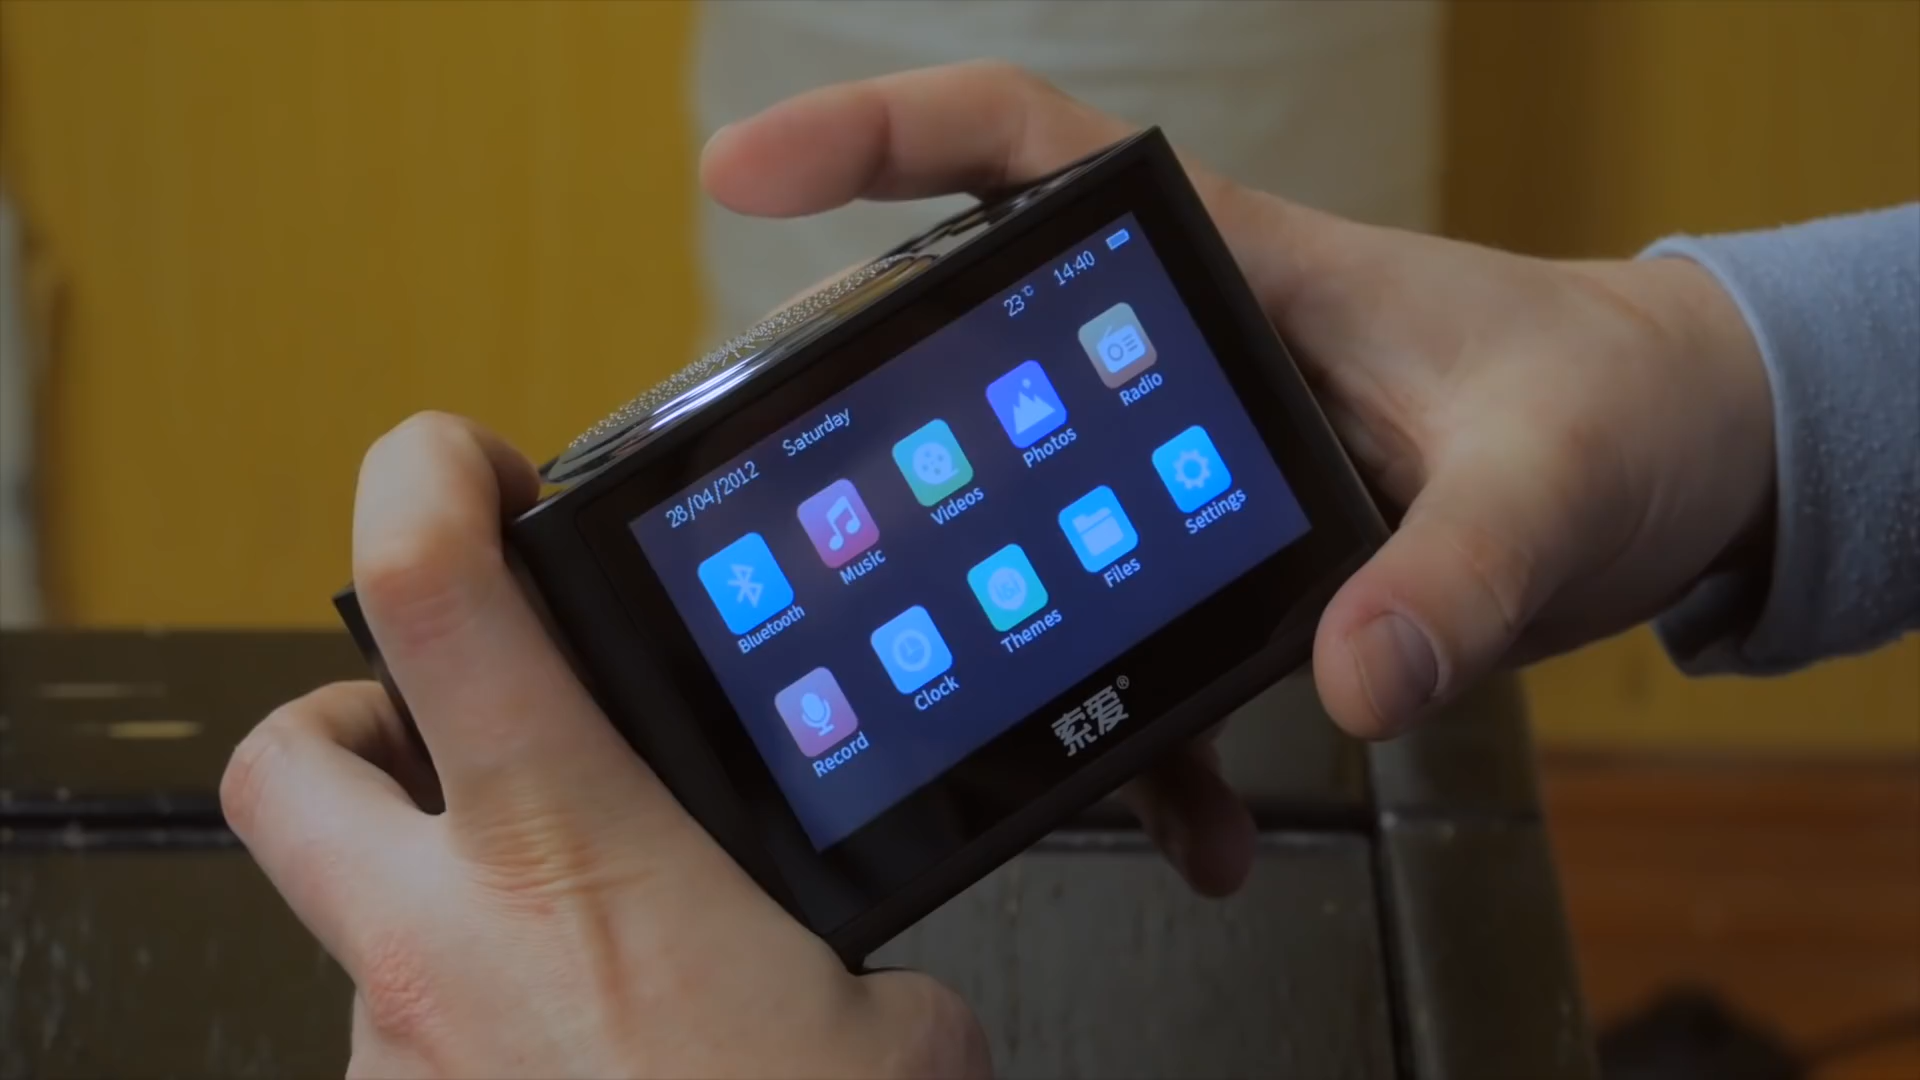 28/04/2012 Saturday 23°C 14:40
Bluetooth Music Videos Photos Radio
Record Clock Themes Files Settings
索爱®